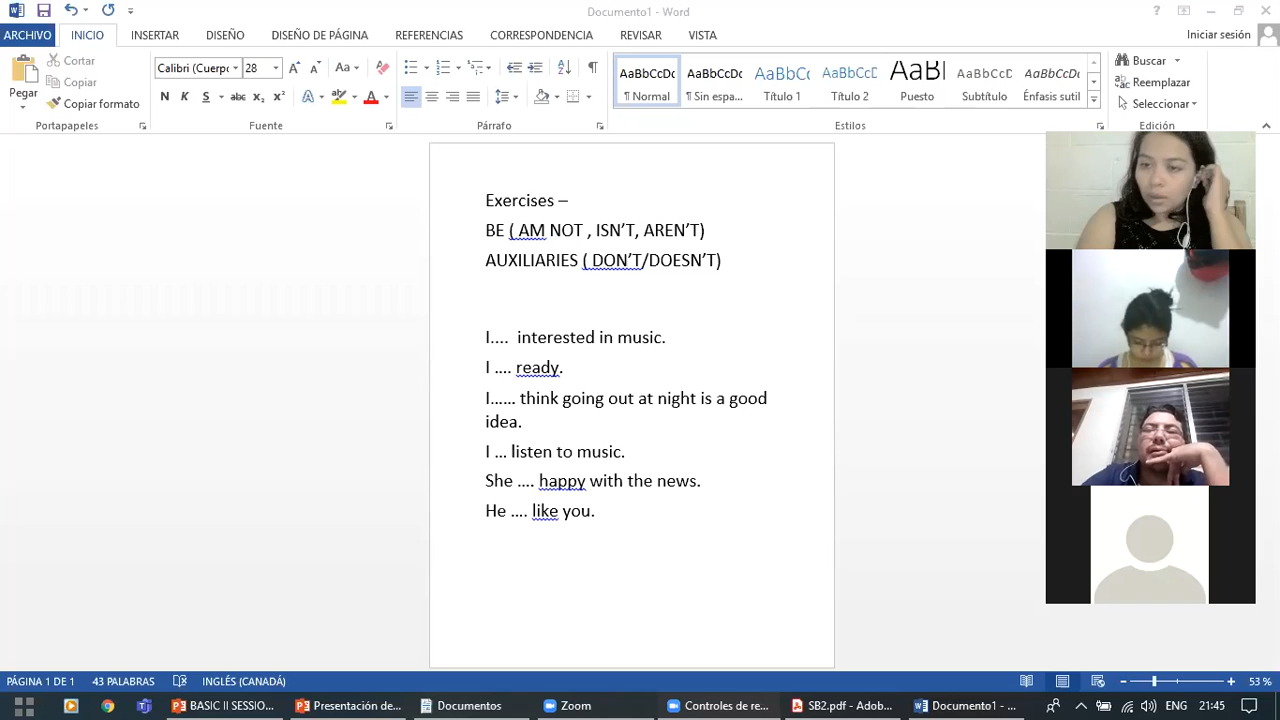 Documento1 - Word
ARCHIVO INICIO INSERTAR DISEÑO DISEÑO DE PÁGINA REFERENCIAS CORRESPONDENCIA REVISAR VISTA Iniciar sesión
Cortar
Copiar
Copiar formato
Pegar
Portapapeles
Calibri (Cuerpo 28
Fuente
Párrafo
AaBbCcDc AaBbCcDc AaBbC AaBbCc AaBl AaBbCcD AaBbCcDc
¶ Normal ¶ Sin espa... Título 1 Título 2 Puesto Subtítulo Énfasis sutil
Estilos
Buscar
Reemplazar
Seleccionar
Edición
Exercises –
BE ( AM NOT , ISN’T, AREN’T)
AUXILIARIES ( DON’T/DOESN’T)
I.... interested in music.
I .... ready.
I...... think going out at night is a good
idea.
I ... listen to music.
She .... happy with the news.
He .... like you.
PÁGINA 1 DE 1 43 PALABRAS INGLÉS (CANADÁ) 53 %
BASIC II SESSIO... Presentación de... Documentos Zoom Controles de re... SB2.pdf - Adob... Documento1 - ... ESP 21:45